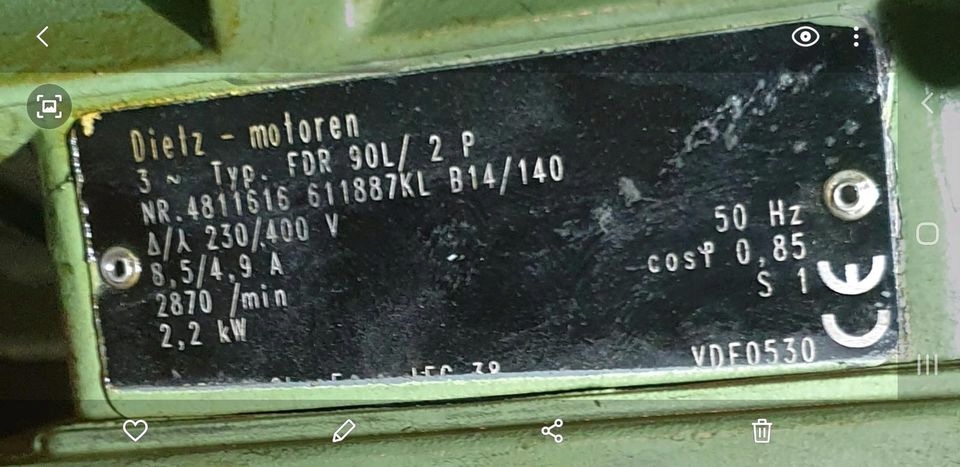 Dietz - motoren
3 ~ Typ. FDR 90L/ 2 P
NR.4811616 611887KL B14/140
Δ/⅄ 230/400 V
8,5/4,9 A
2870 /min
2,2 kW
50 Hz
cosφ 0,85
S 1
CE
VDE0530